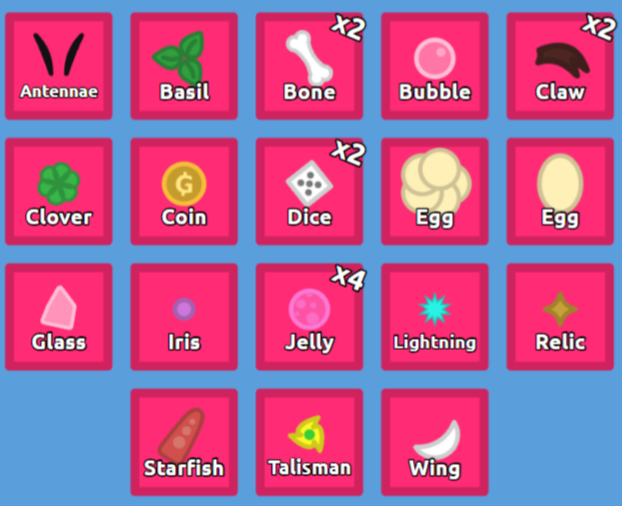 x2
x2
Antennae Basil Bone Bubble Claw
x2
G
Clover Coin Dice Egg Egg
x4
Glass Iris Jelly Lightning Relic
Starfish Talisman Wing